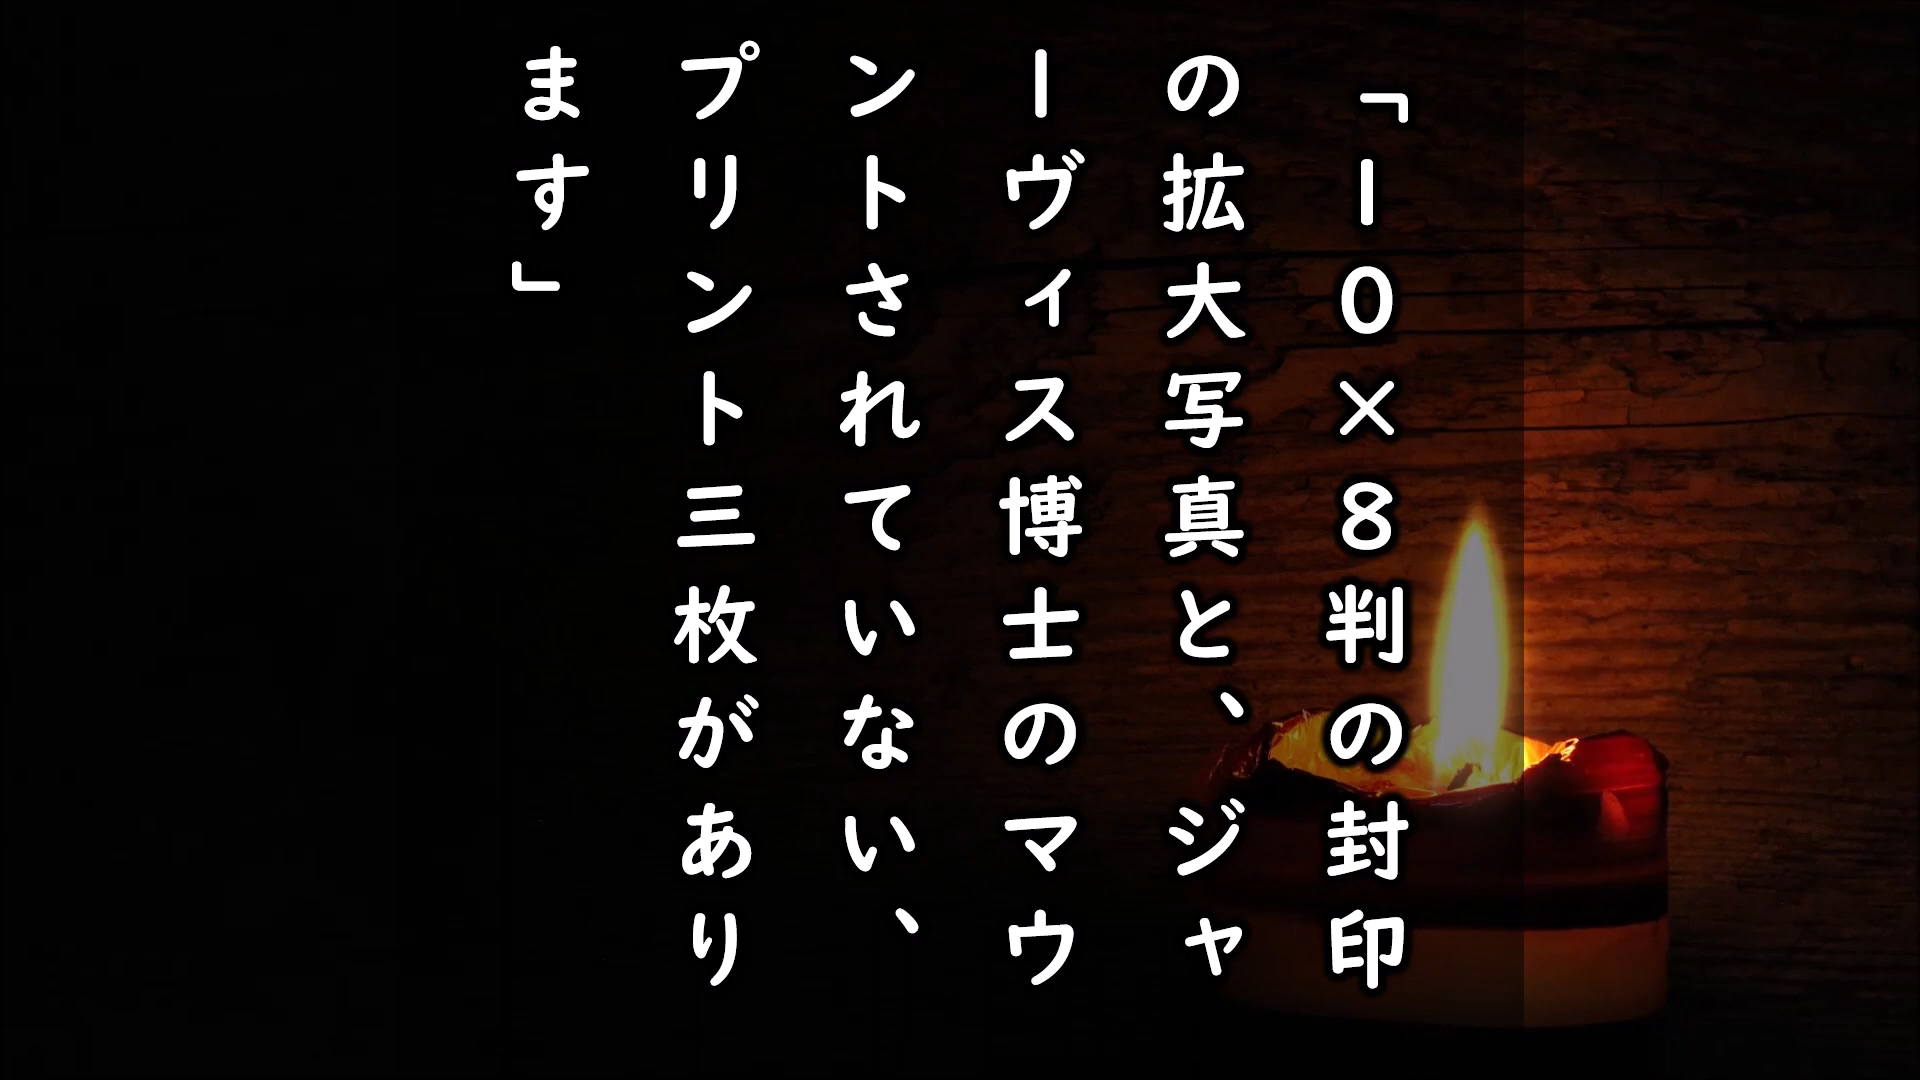 「10×8判の封印
の拡大写真と、ジャ
ーヴィス博士のマウ
ントされていない、
プリント三枚があり
ます」